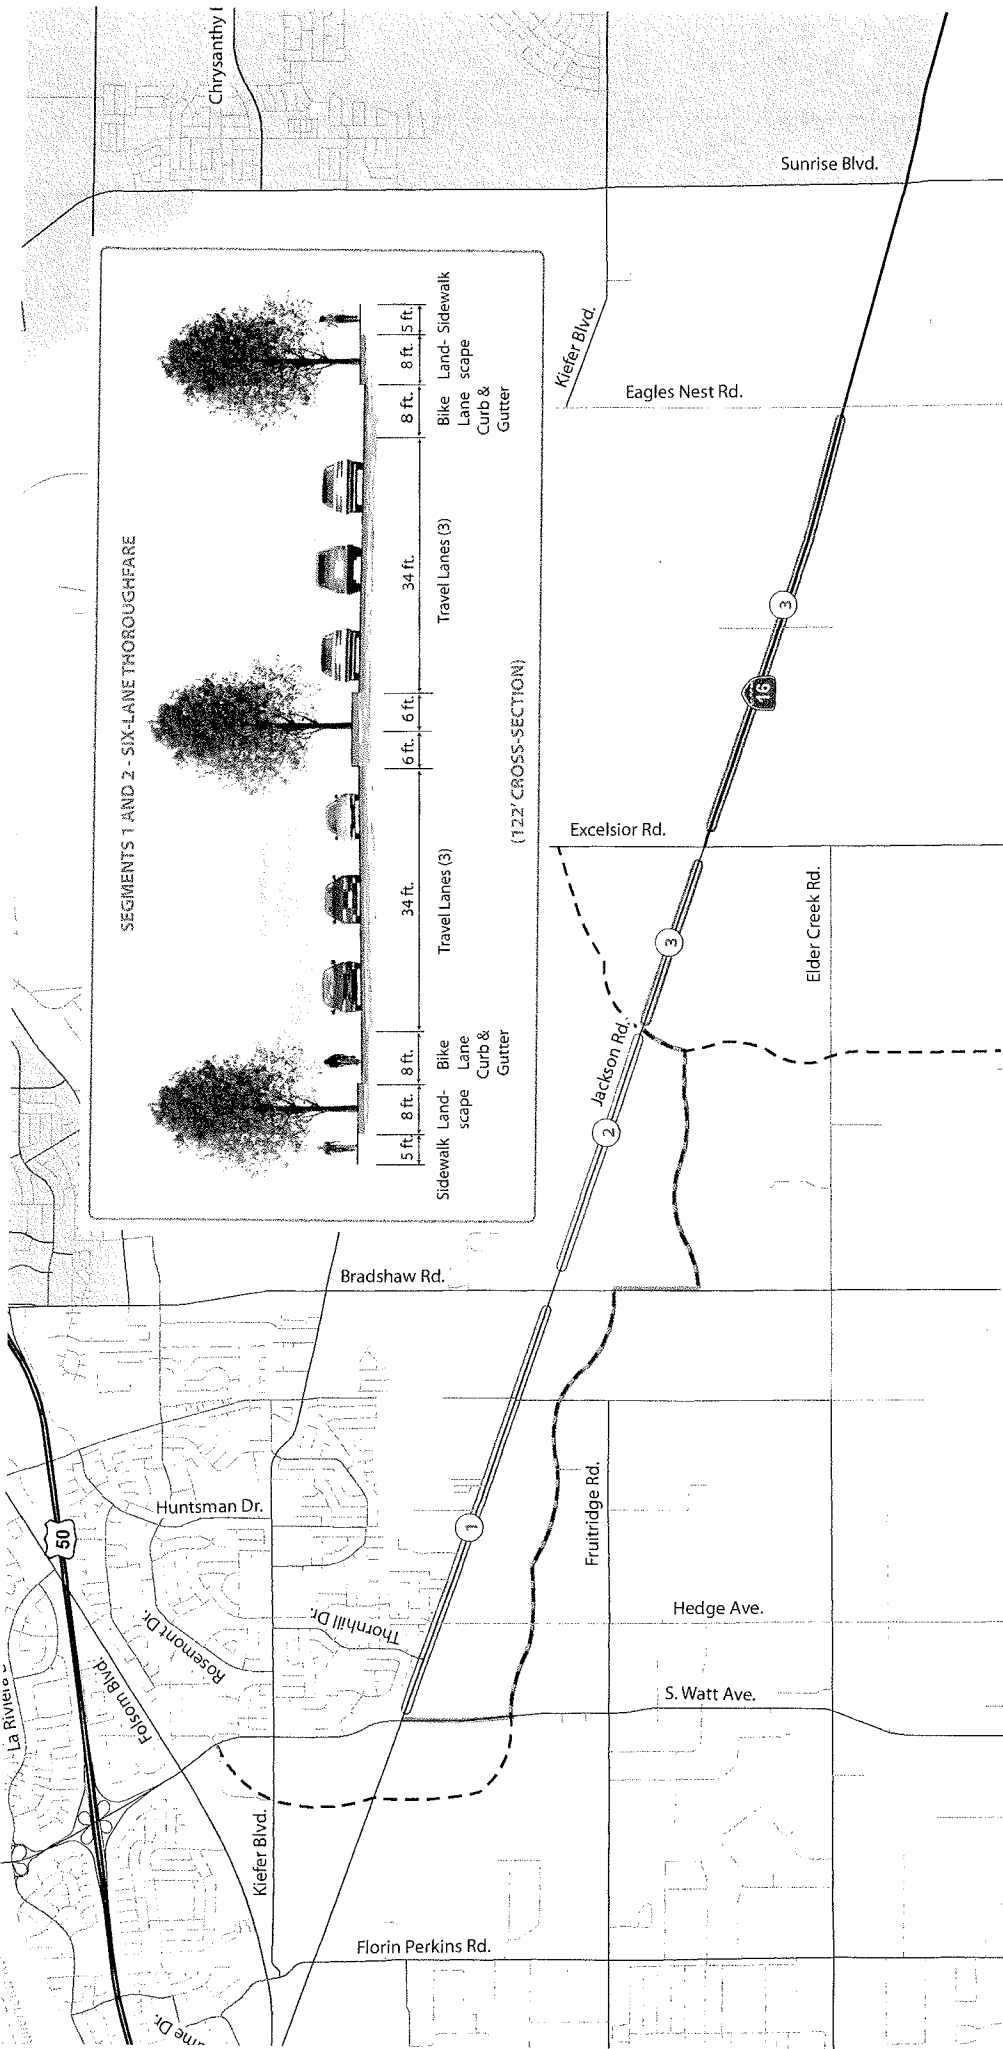 SEGMENTS 1 AND 2 - SIX-LANE THOROUGHFARE
5 ft.
8 ft.
8 ft.
34 ft.
6 ft.
6 ft.
34 ft.
8 ft.
8 ft.
5 ft.
Sidewalk
Land-
scape
Bike
Lane
Curb &
Gutter
Travel Lanes (3)
Travel Lanes (3)
Bike
Lane
Curb &
Gutter
Land-
scape
Sidewalk
(122' CROSS-SECTION)
Chrysanthy
Sunrise Blvd.
Kiefer Blvd.
Eagles Nest Rd.
3
16
Excelsior Rd.
Elder Creek Rd.
3
Jackson Rd.
2
Bradshaw Rd.
50
Huntsman Dr.
1
Fruitridge Rd.
Thornhill Dr.
Rosemont Dr.
Folsom Blvd.
La Riviera
Hedge Ave.
S. Watt Ave.
Kiefer Blvd.
Florin Perkins Rd.
Dr.